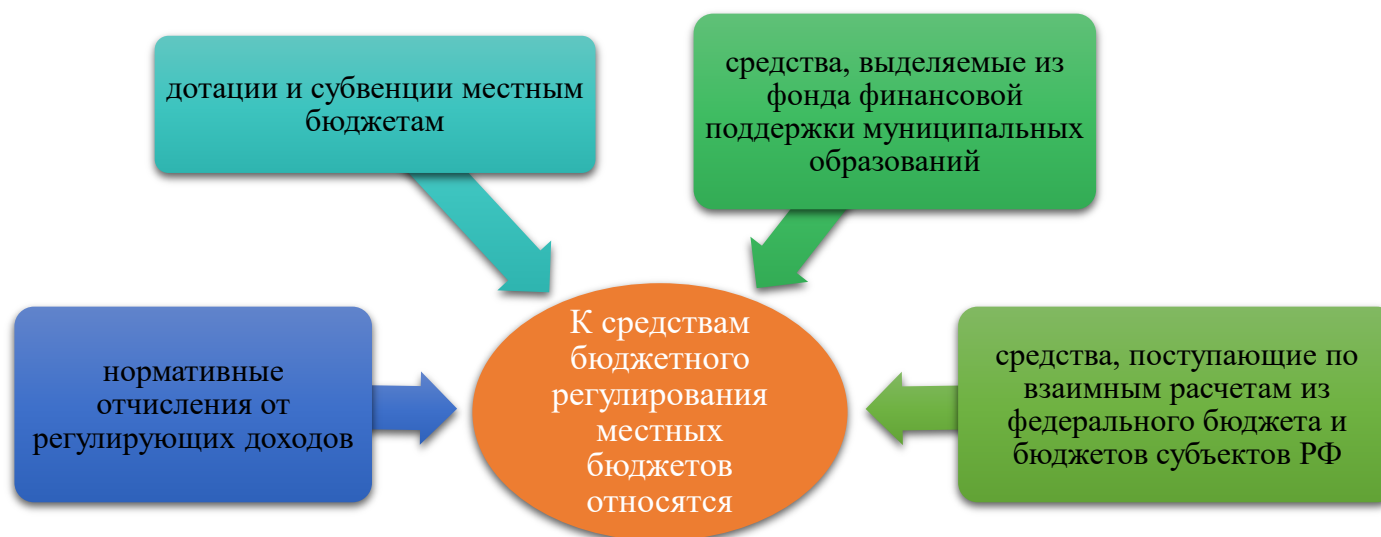 дотации и субвенции местным
бюджетам
средства, выделяемые из
фонда финансовой
поддержки муниципальных
образований
нормативные
отчисления от
регулирующих доходов
К средствам
бюджетного
регулирования
местных
бюджетов
относятся
средства, поступающие по
взаимным расчетам из
федерального бюджета и
бюджетов субъектов РФ